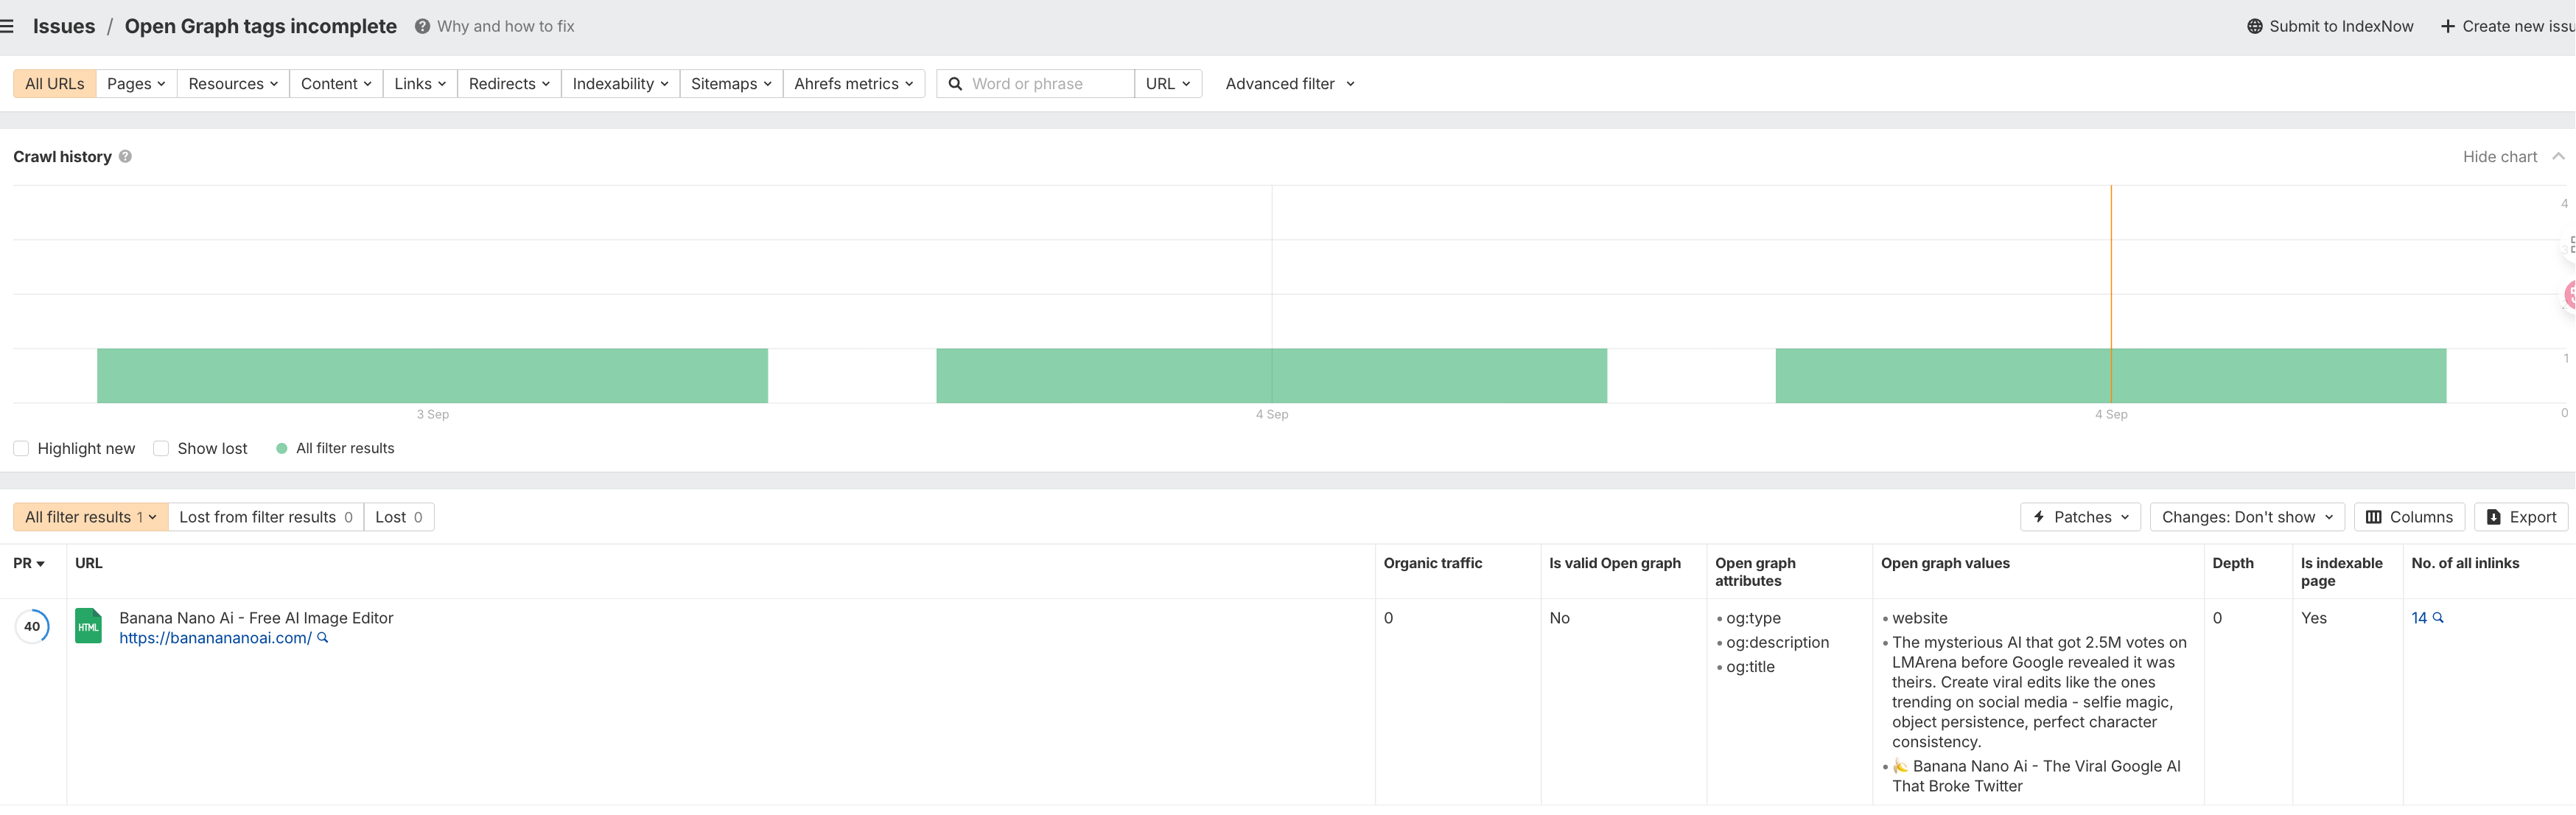 Issues / Open Graph tags incomplete Why and how to fix Submit to IndexNow Create new issu
All URLs Pages Resources Content Links Redirects Indexability Sitemaps Ahrefs metrics Word or phrase URL Advanced filter
Crawl history Hide chart
4
1
3 Sep 4 Sep 4 Sep 0
Highlight new Show lost All filter results
All filter results 1 Lost from filter results 0 Lost 0 Patches Changes: Don't show Columns Export
PR URL Organic traffic Is valid Open graph Open graph attributes Open graph values Depth Is indexable page No. of all inlinks
40
HTML
Banana Nano Ai - Free AI Image Editor
https://banananonoai.com/
0
No
• og:type
• og:description
• og:title
• website
• The mysterious AI that got 2.5M votes on
LMArena before Google revealed it was
theirs. Create viral edits like the ones
trending on social media - selfie magic,
object persistence, perfect character
consistency.
• 🍌 Banana Nano Ai - The Viral Google AI
That Broke Twitter
0
Yes
14